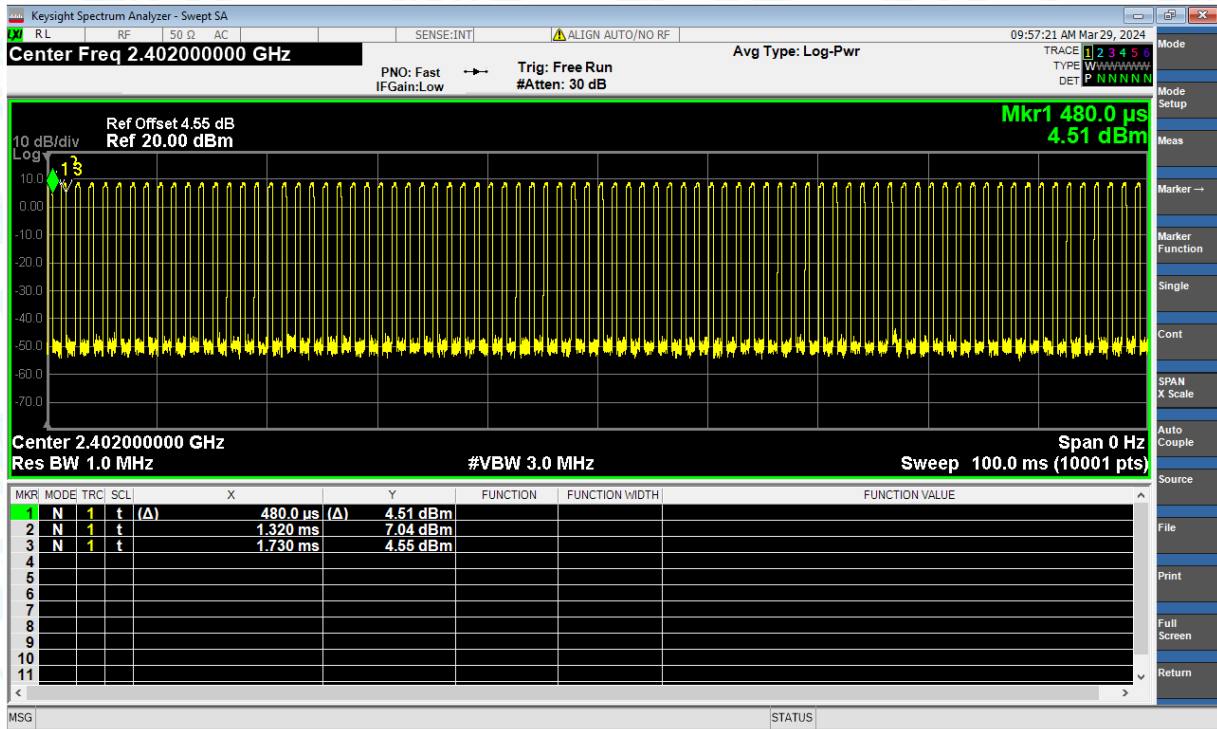 Keysight Spectrum Analyzer - Swept SA
LXI RL RF 50 Ω AC SENSE:INT ALIGN AUTO/NO RF 09:57:21 AM Mar 29, 2024
Center Freq 2.402000000 GHz
PNO: Fast
IFGain:Low
Trig: Free Run
#Atten: 30 dB
Avg Type: Log-Pwr
TRACE 1 2 3 4 5 6
TYPE WWWWWW
DET P N N N N N
Mkr1 480.0 µs
4.51 dBm
Ref Offset 4.55 dB
10 dB/div Ref 20.00 dBm
Log
1 2 3
10.0
0.00
-10.0
-20.0
-30.0
-40.0
-50.0
-60.0
-70.0
Center 2.402000000 GHz Span 0 Hz
Res BW 1.0 MHz #VBW 3.0 MHz Sweep 100.0 ms (10001 pts)
MKR MODE TRC SCL X Y FUNCTION FUNCTION WIDTH FUNCTION VALUE
1 N 1 t (Δ) 480.0 µs (Δ) 4.51 dBm
2 N 1 t 1.320 ms 7.04 dBm
3 N 1 t 1.730 ms 4.55 dBm
4
5
6
7
8
9
10
11
MSG STATUS
Mode
Mode
Setup
Meas
Marker →
Marker
Function
Single
Cont
SPAN
X Scale
Auto
Couple
Source
File
Print
Full
Screen
Return